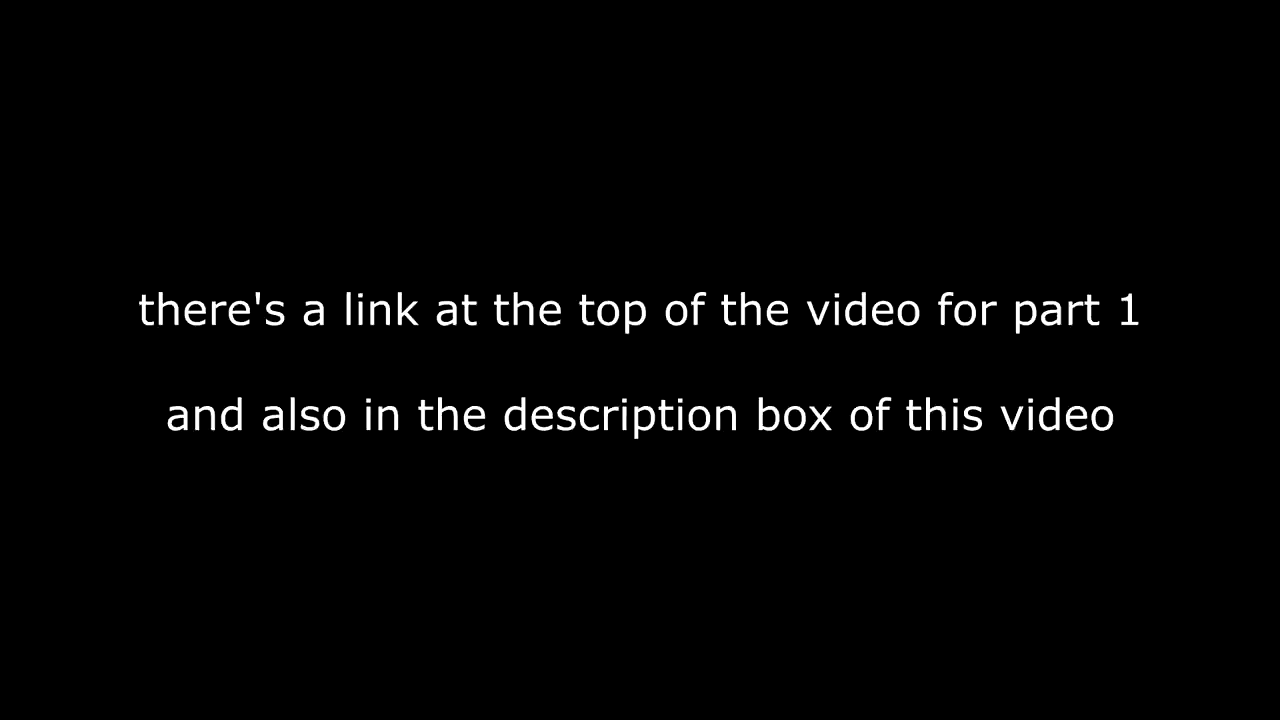 there's a link at the top of the video for part 1
and also in the description box of this video